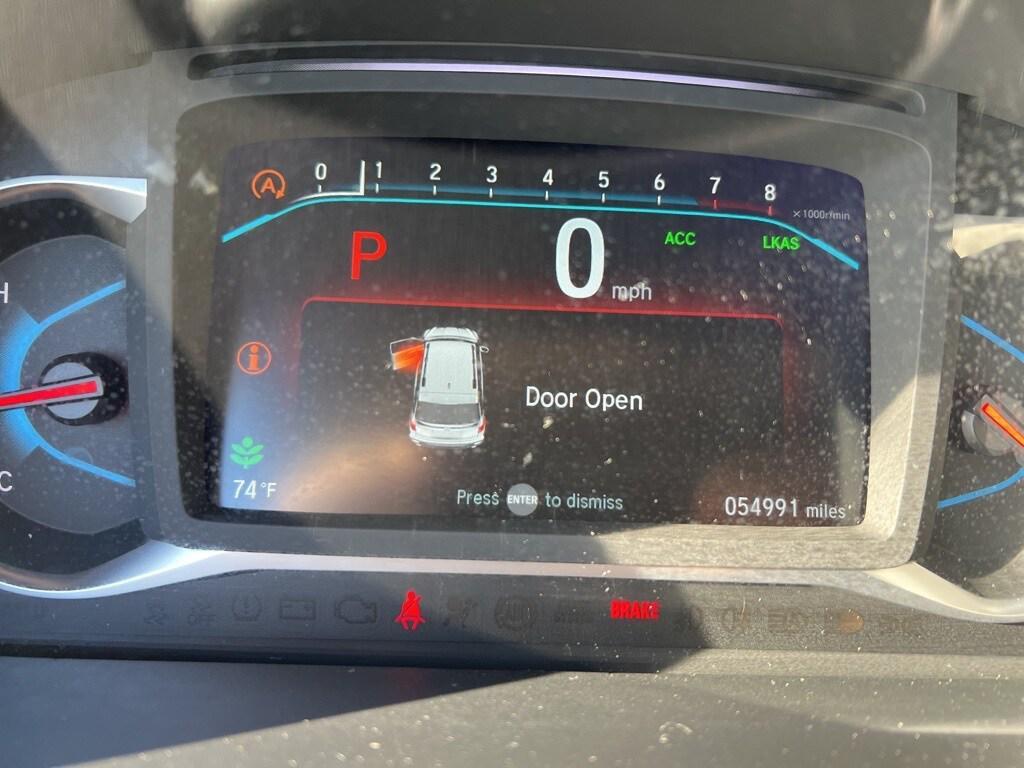 A
0 1 2 3 4 5 6 7 8
×1000r/min
P 0 mph ACC LKAS
H
i
Door Open
C
74°F
Press ENTER to dismiss
054991 miles
OFF
BRAKE